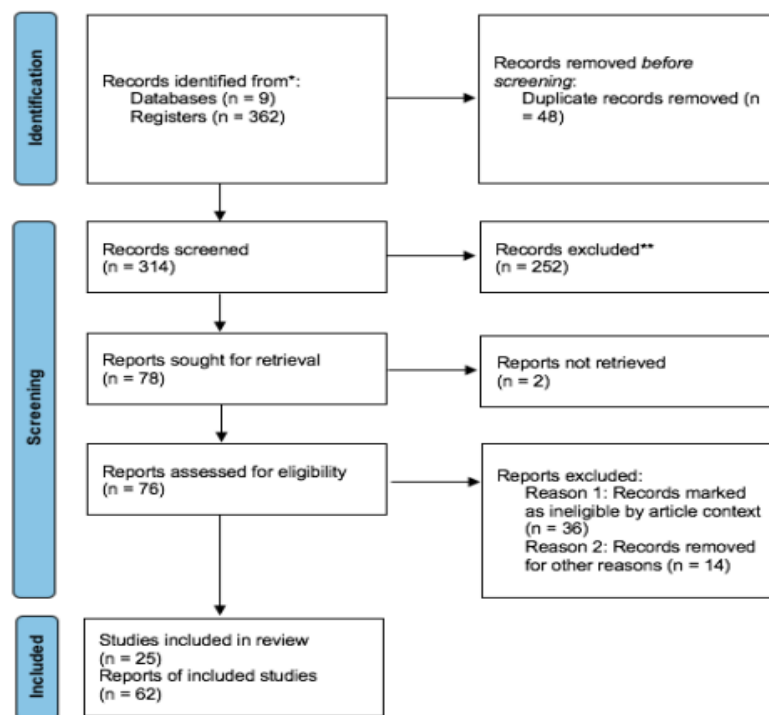 Identification
Records identified from*:
Databases (n = 9)
Registers (n = 362)
Records removed before
screening:
Duplicate records removed (n
= 48)
Screening
Records screened
(n = 314)
Records excluded**
(n = 252)
Reports sought for retrieval
(n = 78)
Reports not retrieved
(n = 2)
Reports assessed for eligibility
(n = 76)
Reports excluded:
Reason 1: Records marked
as ineligible by article context
(n = 36)
Reason 2: Records removed
for other reasons (n = 14)
Included
Studies included in review
(n = 25)
Reports of included studies
(n = 62)